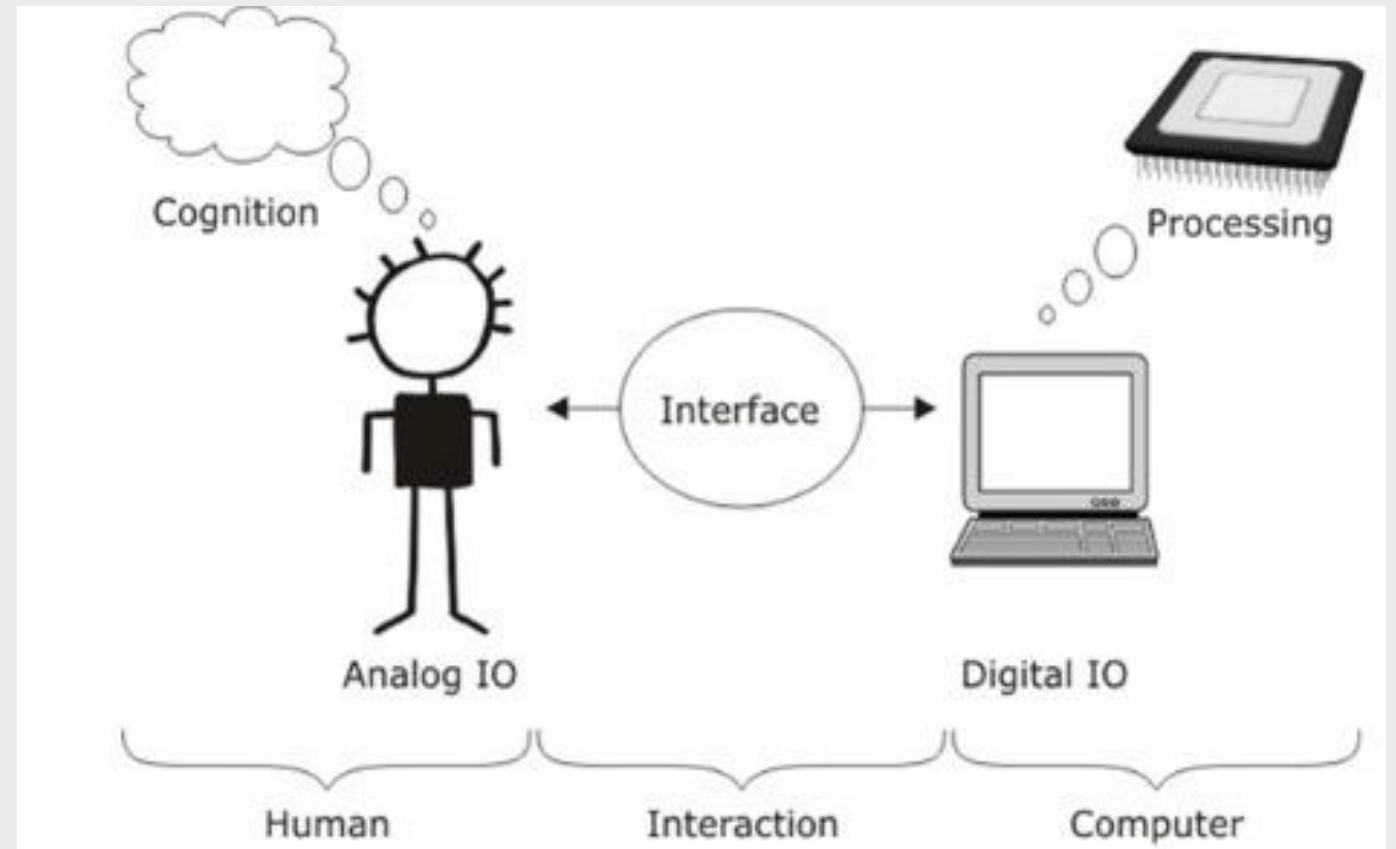 Cognition
Processing
Interface
Analog IO
Digital IO
Human
Interaction
Computer